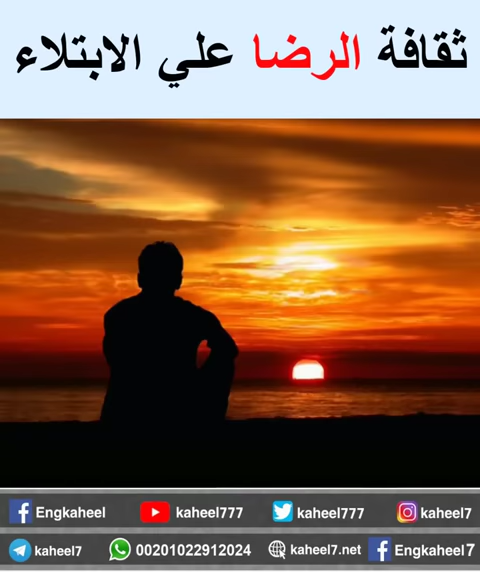 ثقافة الرضا علي الابتلاء
Engkaheel kaheel777 kaheel777 kaheel7
kaheel7 00201022912024 kaheel7.net Engkaheel7